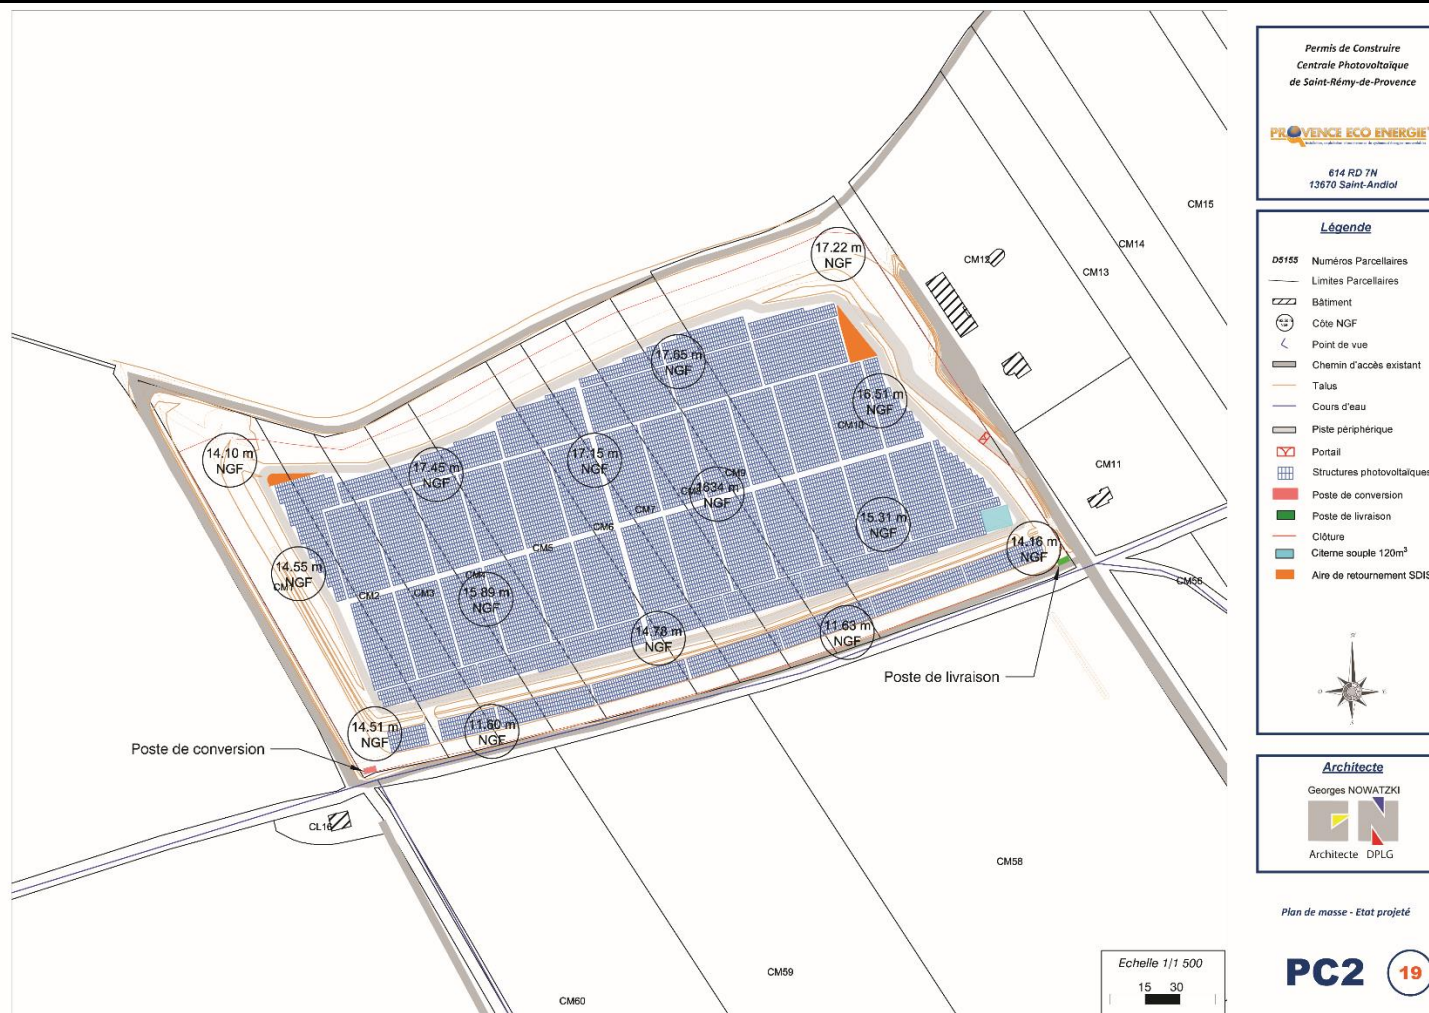 Permis de Construire
Centrale Photovoltaïque
de Saint-Rémy-de-Provence
PROVENCE ECO ENERGIE
614 RD 7N
13670 Saint-Andiol
Légende
D5155 Numéros Parcellaires
Limites Parcellaires
Bâtiment
Côte NGF
Point de vue
Chemin d'accès existant
Talus
Cours d'eau
Piste périphérique
Portail
Structures photovoltaïques
Poste de conversion
Poste de livraison
Clôture
Citerne souple 120m³
Aire de retournement SDIS
Architecte
Georges NOWATZKI
Architecte DPLG
Plan de masse - Etat projeté
PC2 19
CM15
CM14
CM13
CM12
CM11
CM10
CM9
CM7
CM6
CM5
CM4
CM3
CM2
CM1
CM56
CM58
CM59
CM60
CL16
17.22 m
NGF
17.65 m
NGF
16.51 m
NGF
14.10 m
NGF
17.45 m
NGF
17.15 m
NGF
1634 m
NGF
15.31 m
NGF
14.16 m
NGF
14.55 m
NGF
15.89 m
NGF
14.78 m
NGF
11.63 m
NGF
14.51 m
NGF
11.60 m
NGF
Poste de livraison
Poste de conversion
Echelle 1/1 500
15 30